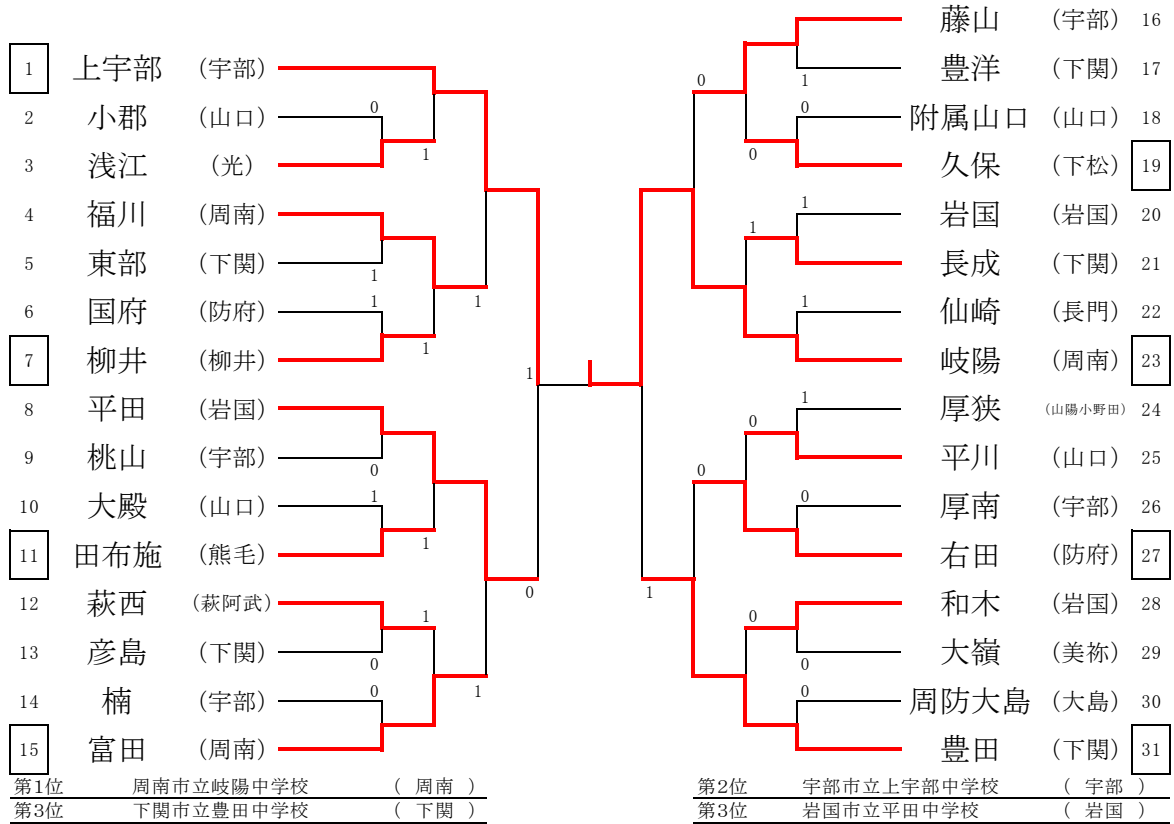 1 上宇部 (宇部)
2 小郡 (山口) 0
3 浅江 (光) 1
4 福川 (周南)
5 東部 (下関) 1
1
6 国府 (防府) 1
7 柳井 (柳井) 1
1
8 平田 (岩国)
9 桃山 (宇部) 0
10 大殿 (山口) 1
11 田布施 (熊毛) 1
0
12 萩西 (萩阿武) 1
13 彦島 (下関) 0
14 楠 (宇部) 0
1
15 富田 (周南)
藤山 (宇部) 16
0
1 豊洋 (下関) 17
0 附属山口 (山口) 18
0 久保 (下松) 19
1 岩国 (岩国) 20
1
長成 (下関) 21
1 仙崎 (長門) 22
岐陽 (周南) 23
1 厚狭 (山陽小野田) 24
0
平川 (山口) 25
0
0 厚南 (宇部) 26
右田 (防府) 27
1
0 和木 (岩国) 28
0 大嶺 (美祢) 29
0 周防大島 (大島) 30
豊田 (下関) 31
第1位 周南市立岐陽中学校 ( 周南 )
第3位 下関市立豊田中学校 ( 下関 )
第2位 宇部市立上宇部中学校 ( 宇部 )
第3位 岩国市立平田中学校 ( 岩国 )